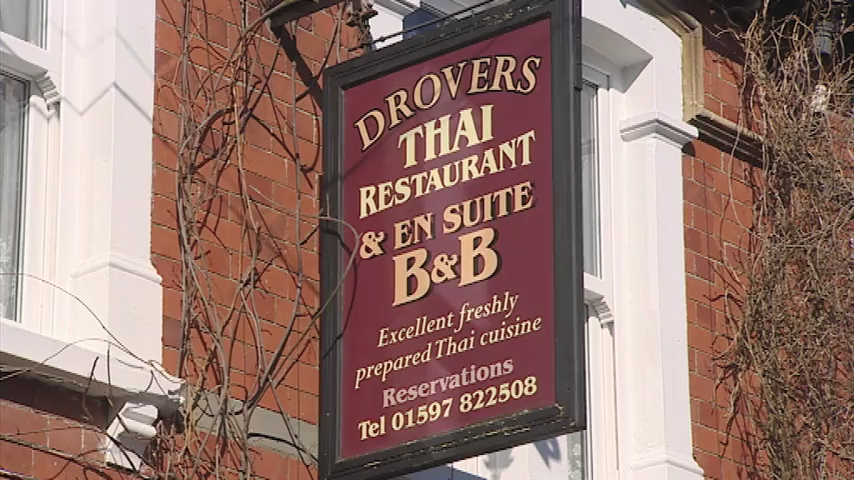 DROVERS
THAI
RESTAURANT
& EN SUITE
B&B
Excellent freshly
prepared Thai cuisine
Reservations
Tel 01597 822508